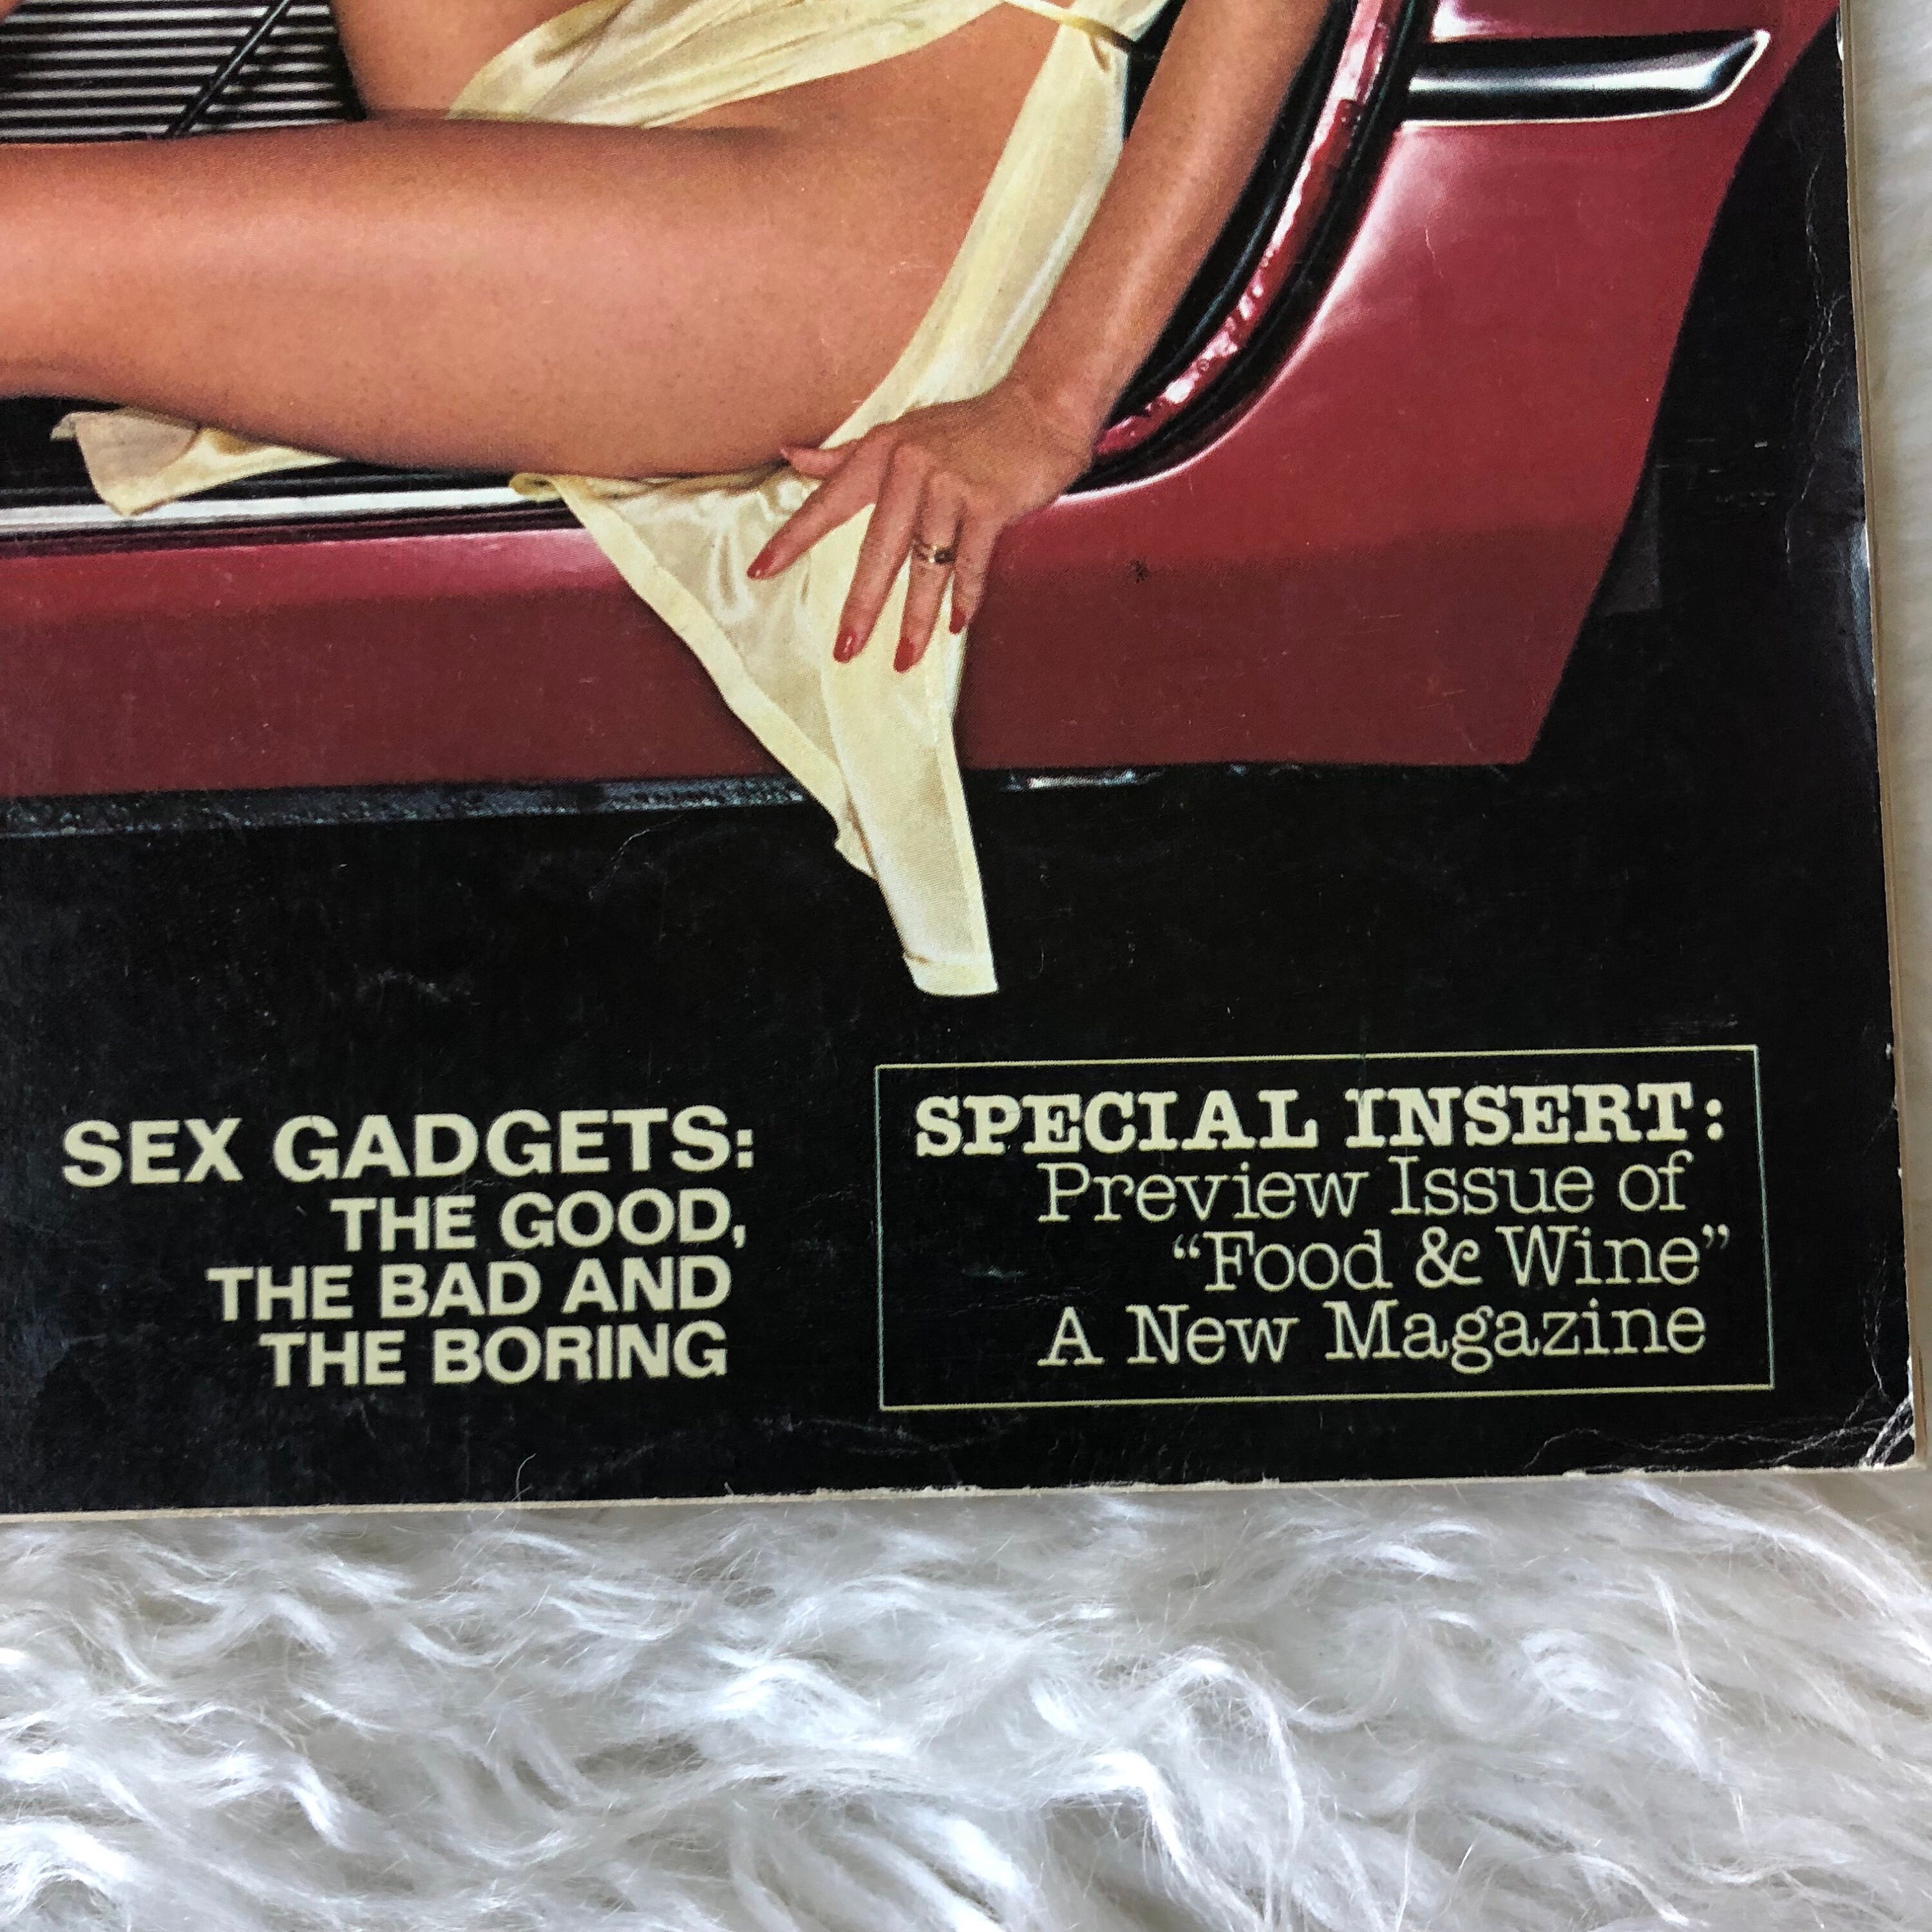 SEX GADGETS:
THE GOOD,
THE BAD AND
THE BORING
SPECIAL INSERT:
Preview Issue of
“Food & Wine”
A New Magazine